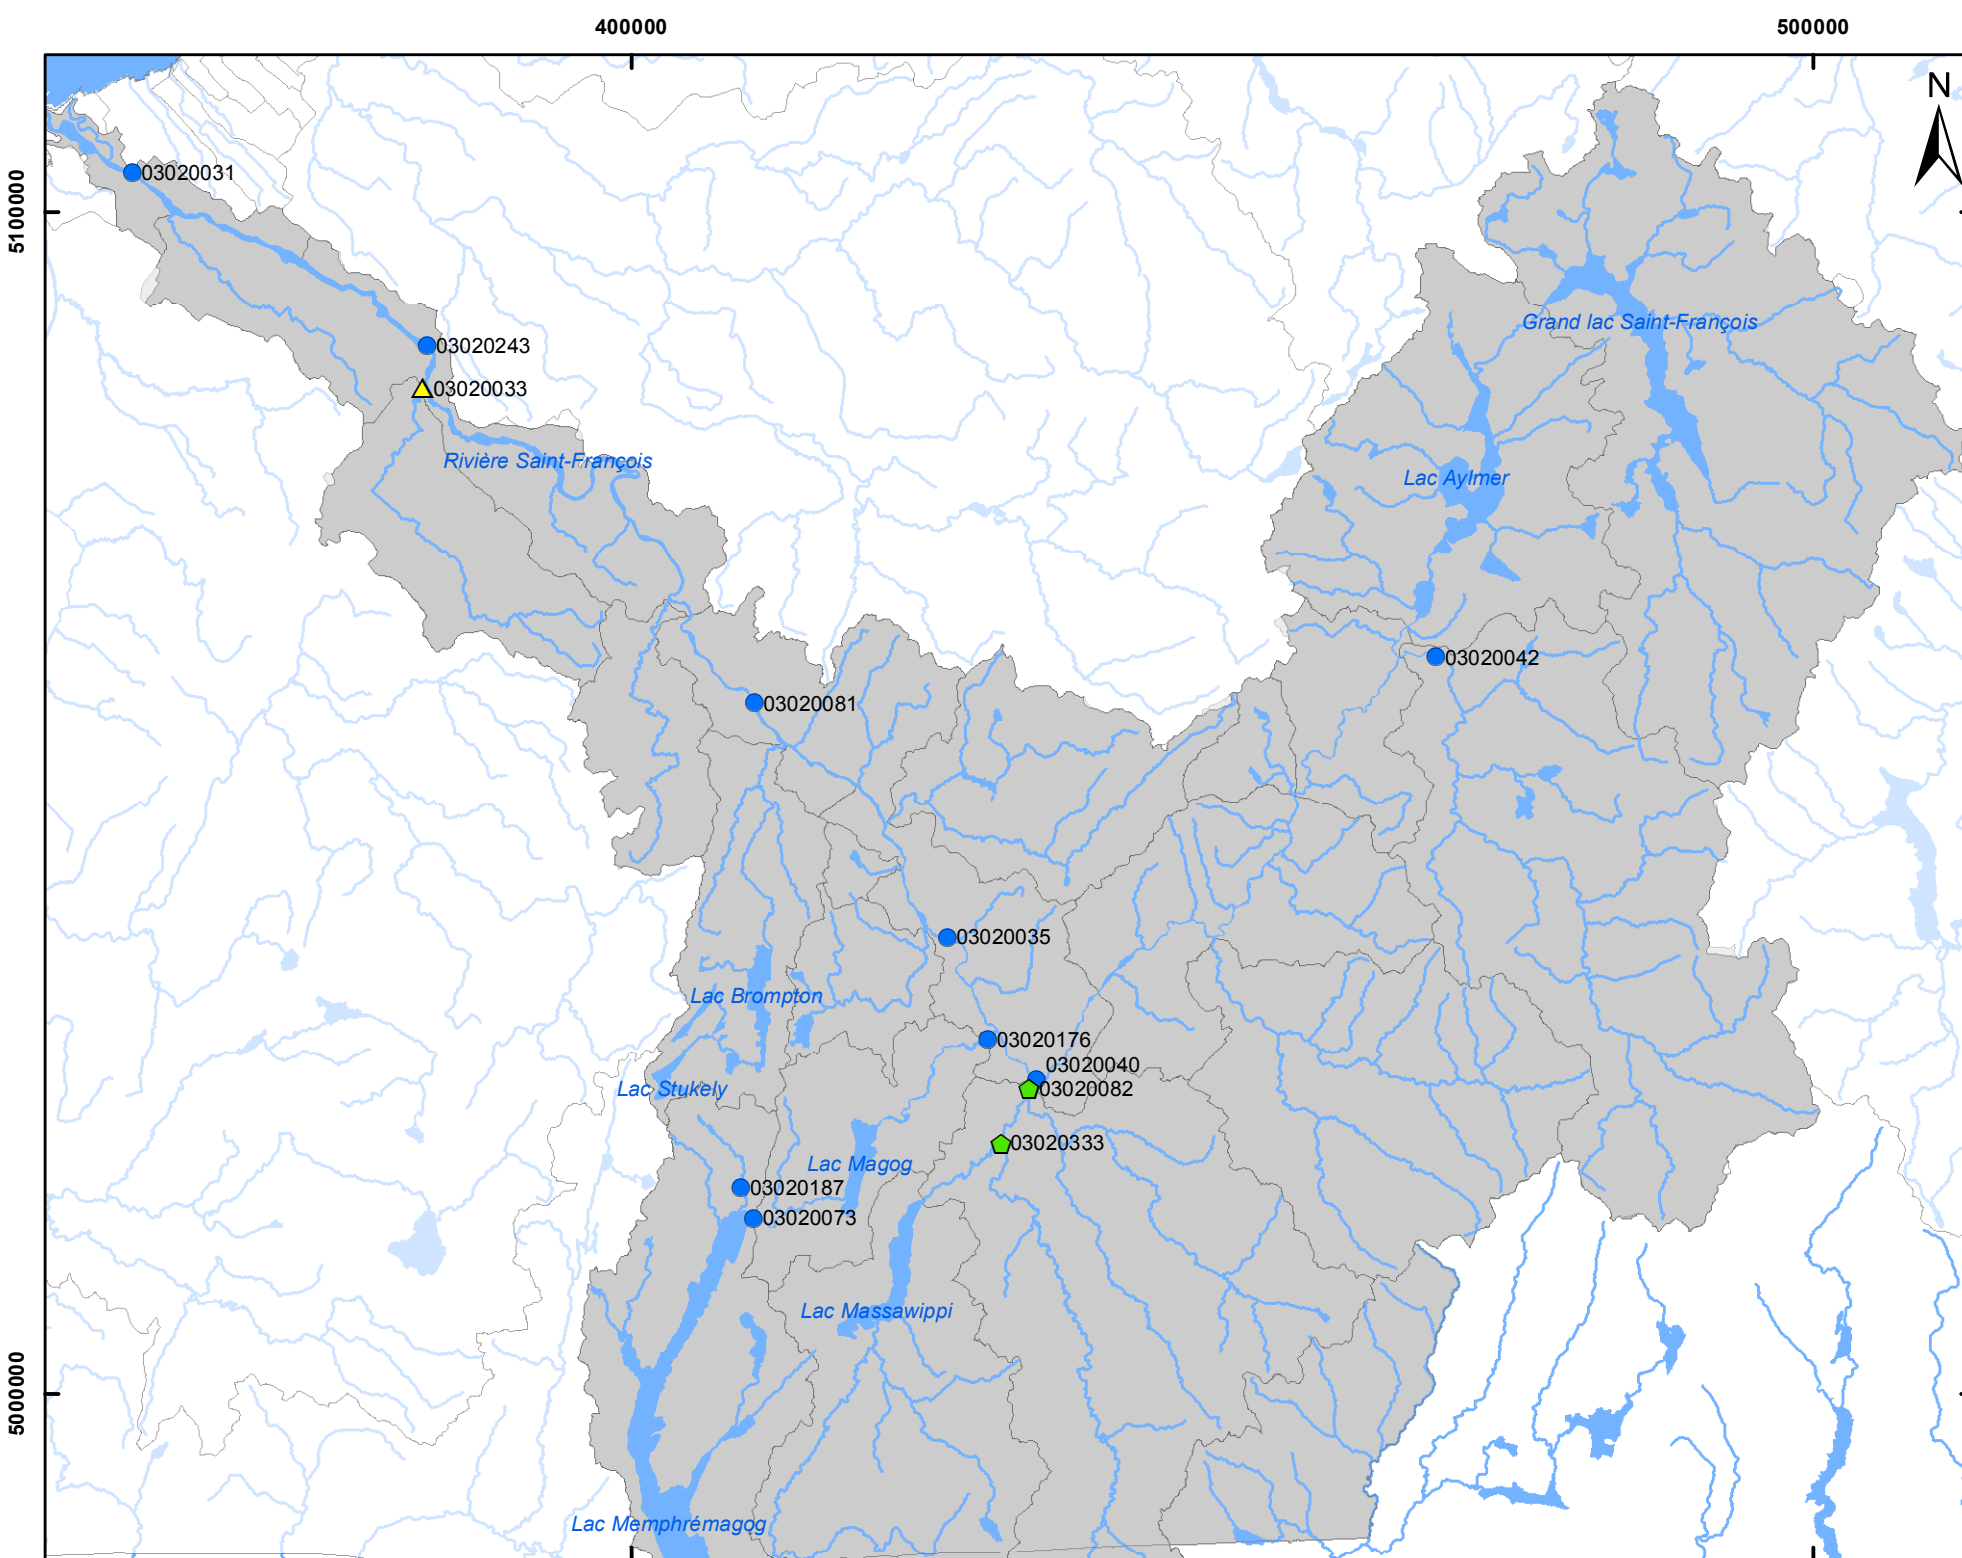 400000
500000
N
5100000
03020031
Grand lac Saint-François
03020243
03020033
Rivière Saint-François
Lac Aylmer
03020042
03020081
03020035
Lac Brompton
03020176
03020040
Lac Stukely
03020082
03020333
Lac Magog
03020187
03020073
Lac Massawippi
5000000
Lac Memphrémagog